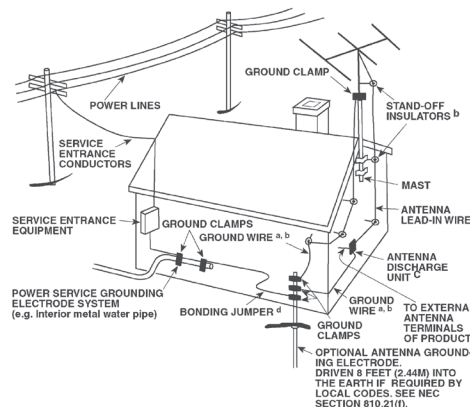 GROUND CLAMP
POWER LINES
STAND-OFF
INSULATORS b
SERVICE
ENTRANCE
CONDUCTORS
MAST
ANTENNA
LEAD-IN WIRE
SERVICE ENTRANCE
EQUIPMENT
GROUND CLAMPS
GROUND WIRE a, b
ANTENNA
DISCHARGE
UNIT C
POWER SERVICE GROUNDING
ELECTRODE SYSTEM
(e.g. Interior metal water pipe)
BONDING JUMPER d
GROUND
WIRE a, b
GROUND
CLAMPS
TO EXTERNA
ANTENNA
TERMINALS
OF PRODUCT
OPTIONAL ANTENNA GROUND-
ING ELECTRODE.
DRIVEN 8 FEET (2.44M) INTO
THE EARTH IF REQUIRED BY
LOCAL CODES. SEE NEC
SECTION 810.21(f).